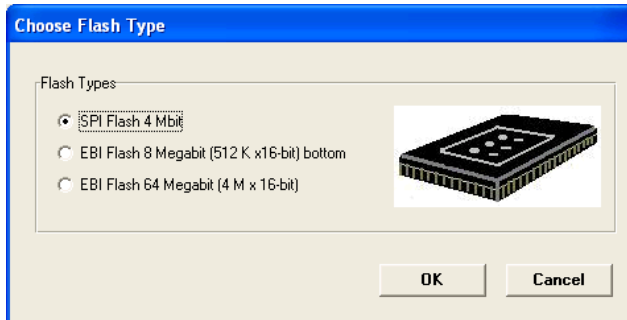 Choose Flash Type
Flash Types
SPI Flash 4 Mbit
EBI Flash 8 Megabit (512 K x16-bit) bottom
EBI Flash 64 Megabit (4 M x 16-bit)
OK Cancel